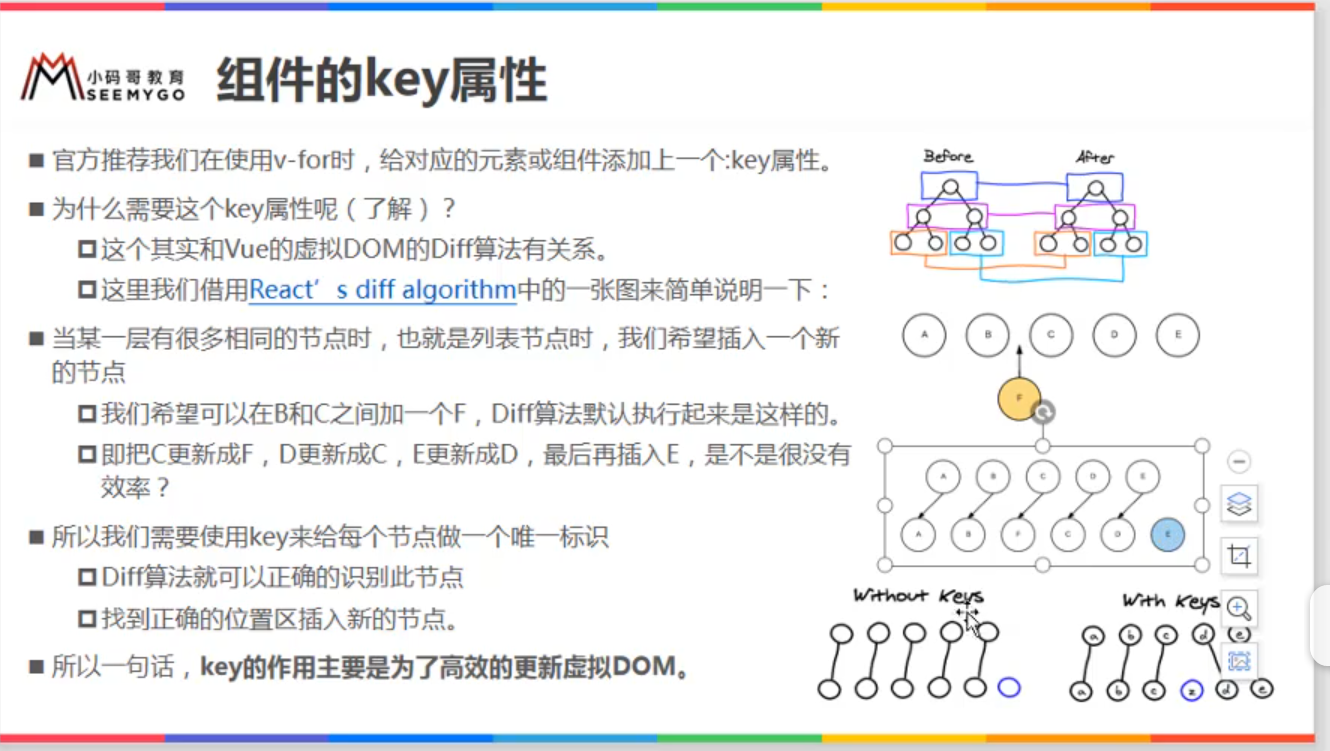 小码哥教育
SEEMYGO
组件的key属性
官方推荐我们在使用v-for时，给对应的元素或组件添加上一个:key属性。
为什么需要这个key属性呢（了解）？
这个其实和Vue的虚拟DOM的Diff算法有关系。
这里我们借用React’s diff algorithm中的一张图来简单说明一下：
当某一层有很多相同的节点时，也就是列表节点时，我们希望插入一个新
的节点
我们希望可以在B和C之间加一个F，Diff算法默认执行起来是这样的。
即把C更新成F，D更新成C，E更新成D，最后再插入E，是不是很没有
效率？
所以我们需要使用key来给每个节点做一个唯一标识
Diff算法就可以正确的识别此节点
找到正确的位置区插入新的节点。
所以一句话，key的作用主要是为了高效的更新虚拟DOM。
Before After
A B C D E
F
A B C D E
A B F C D E
Without Keys
With Keys
a b c d e
a b c z d e